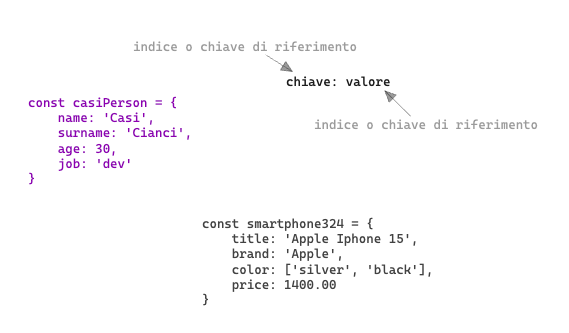 indice o chiave di riferimento
chiave: valore
indice o chiave di riferimento
const casiPerson = {
name: 'Casi',
surname: 'Cianci',
age: 30,
job: 'dev'
}
const smartphone324 = {
title: 'Apple Iphone 15',
brand: 'Apple',
color: ['silver', 'black'],
price: 1400.00
}